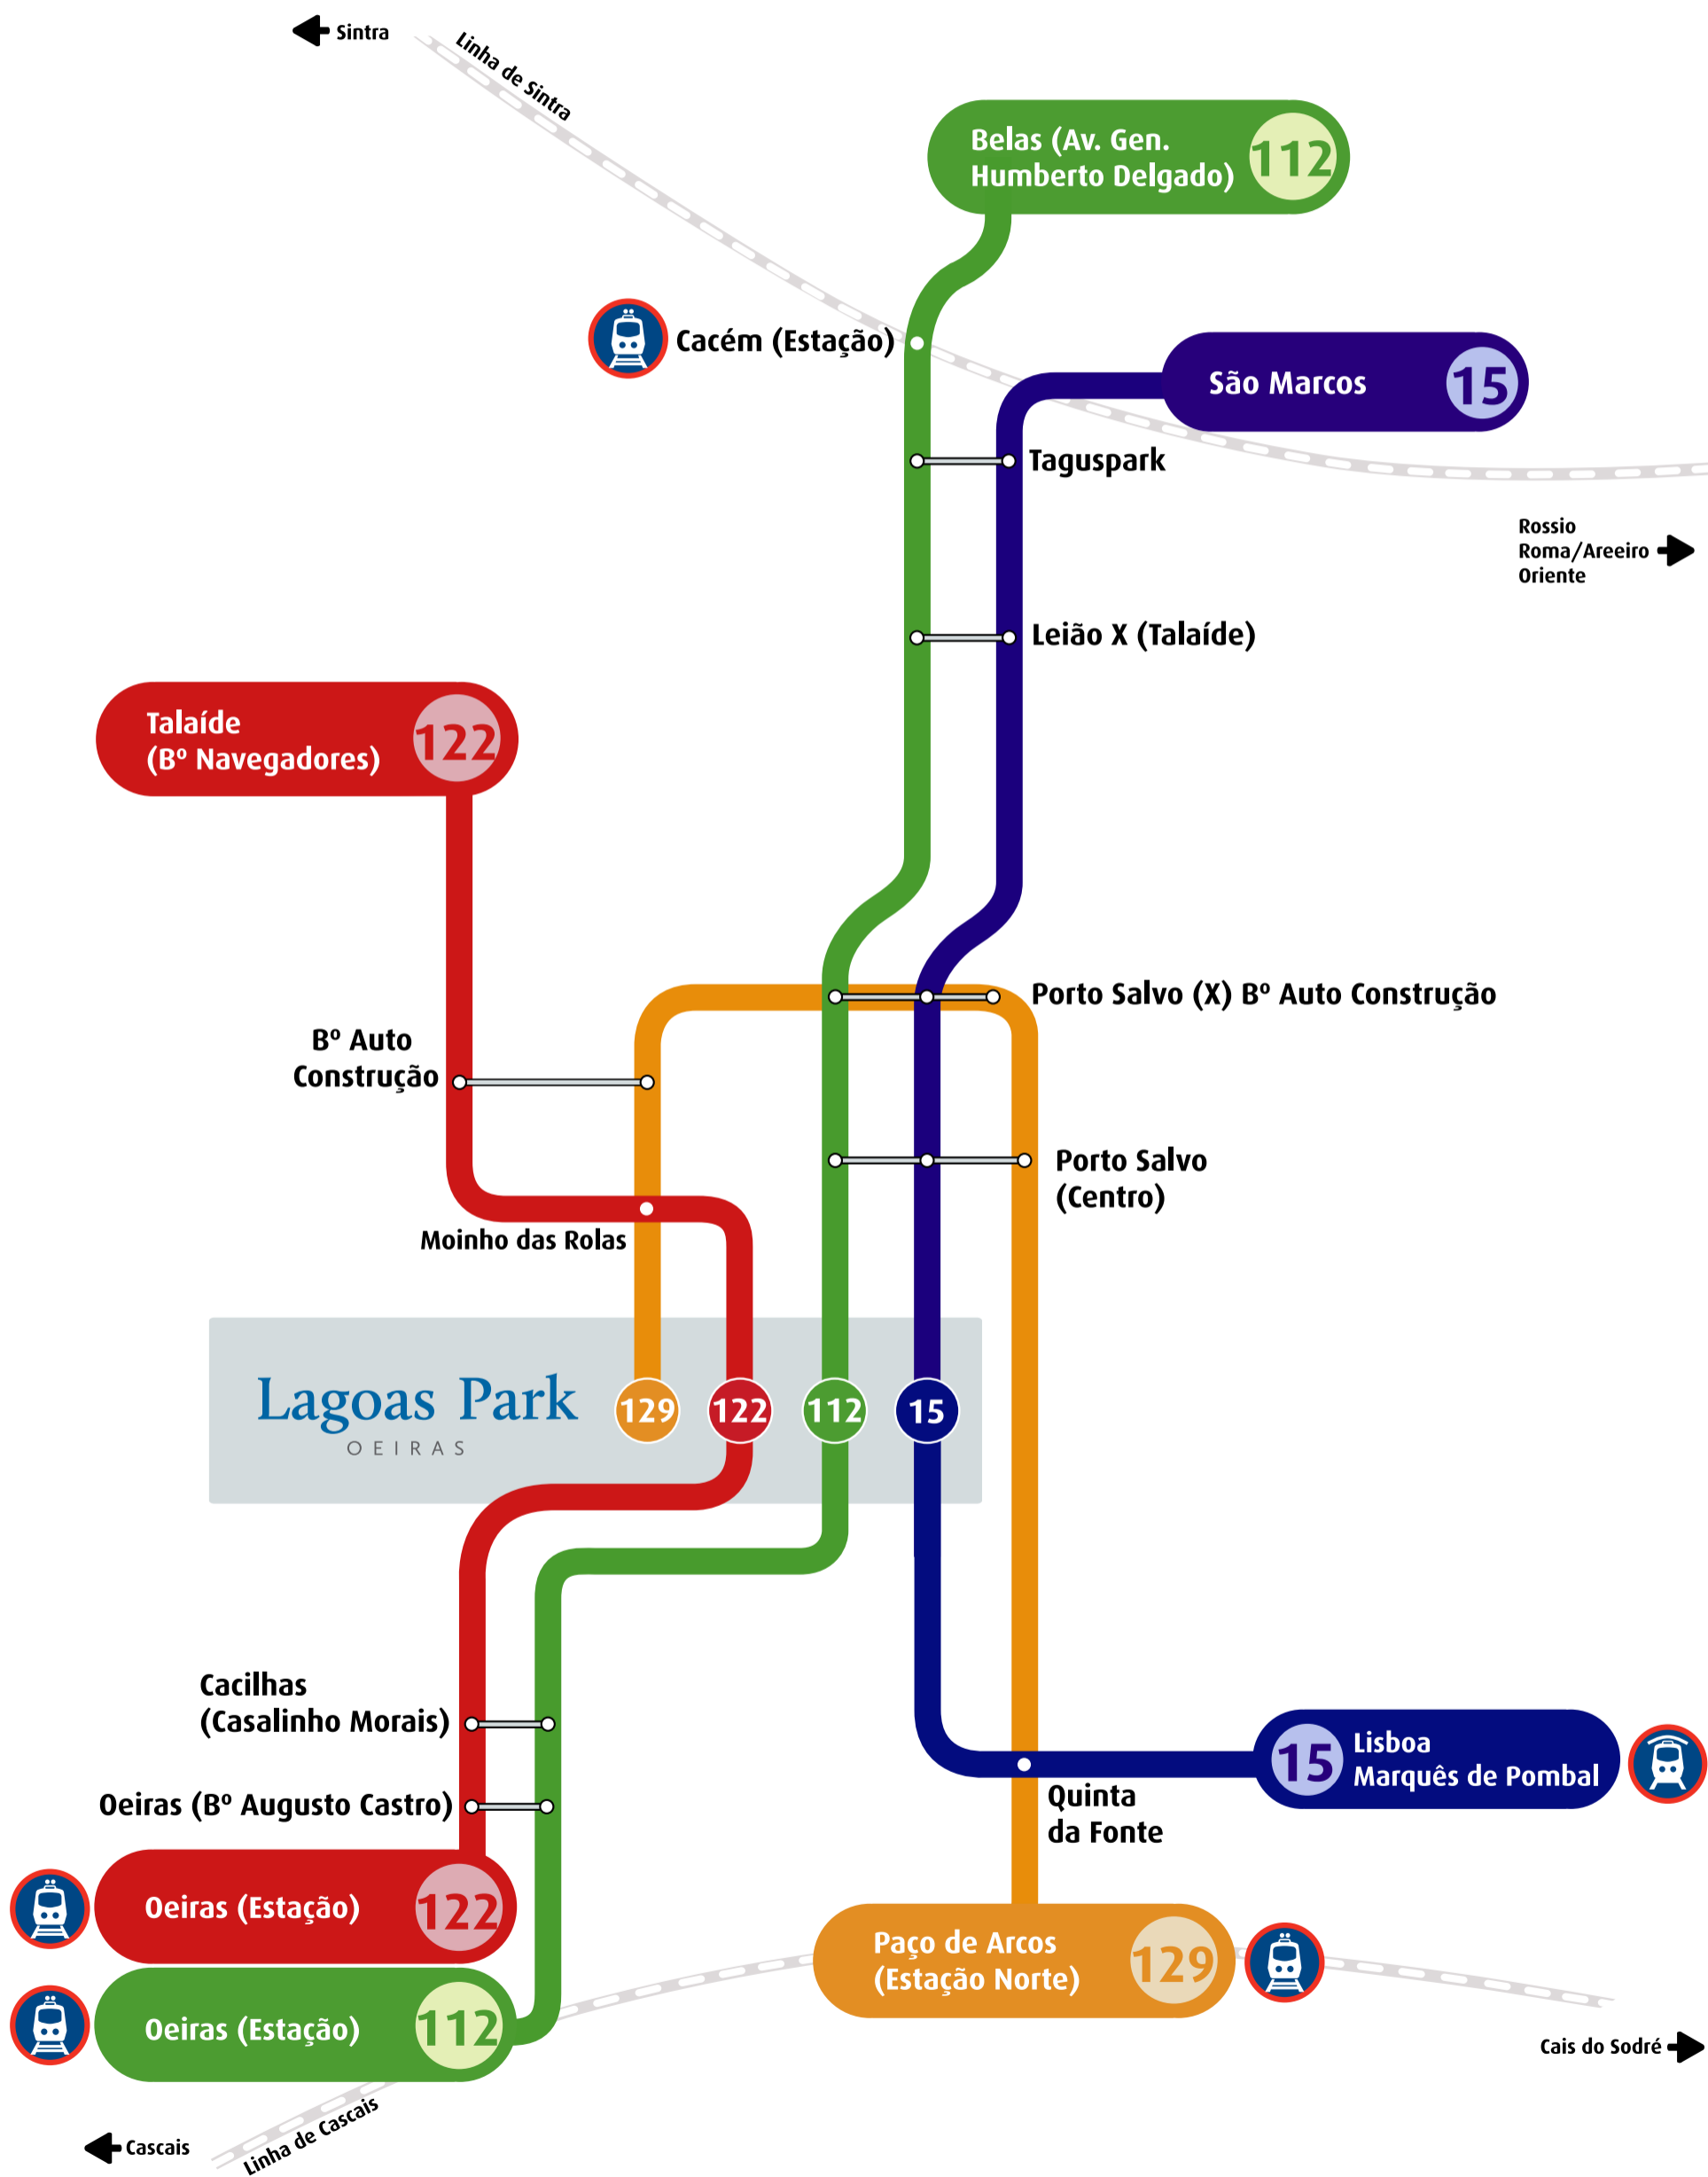 Sintra
Linha de Sintra
Belas (Av. Gen.
Humberto Delgado)
112
Cacém (Estação)
São Marcos
15
Taguspark
Rossio
Roma/Areeiro
Oriente
Leião X (Talaíde)
Talaíde
(Bº Navegadores)
122
Porto Salvo (X) Bº Auto Construção
Bº Auto
Construção
Porto Salvo
(Centro)
Moinho das Rolas
Lagoas Park
OEIRAS
129
122
112
15
Cacilhas
(Casalinho Morais)
15
Lisboa
Marquês de Pombal
Oeiras (Bº Augusto Castro)
Quinta
da Fonte
Oeiras (Estação)
122
Paço de Arcos
(Estação Norte)
129
Oeiras (Estação)
112
Cais do Sodré
Linha de Cascais
Cascais